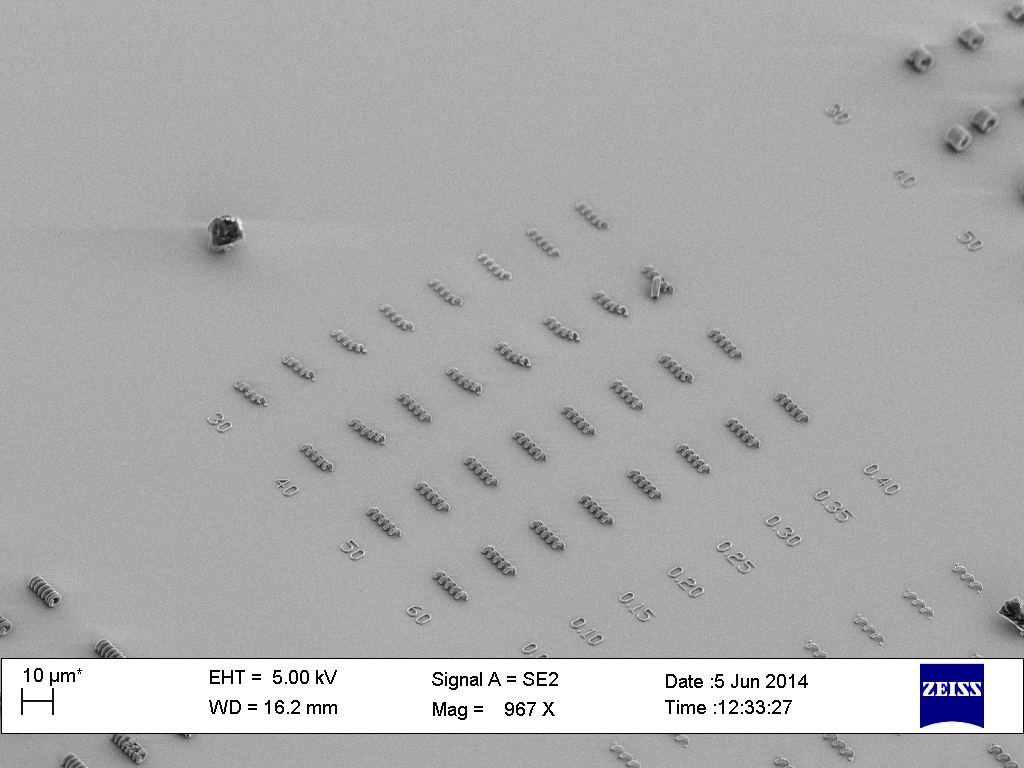 30
40
50
30
40
50
60
0.40
0.35
0.30
0.25
0.20
0.15
0.10
10 µm*
EHT = 5.00 kV
WD = 16.2 mm
Signal A = SE2
Mag = 967 X
Date :5 Jun 2014
Time :12:33:27
ZEISS